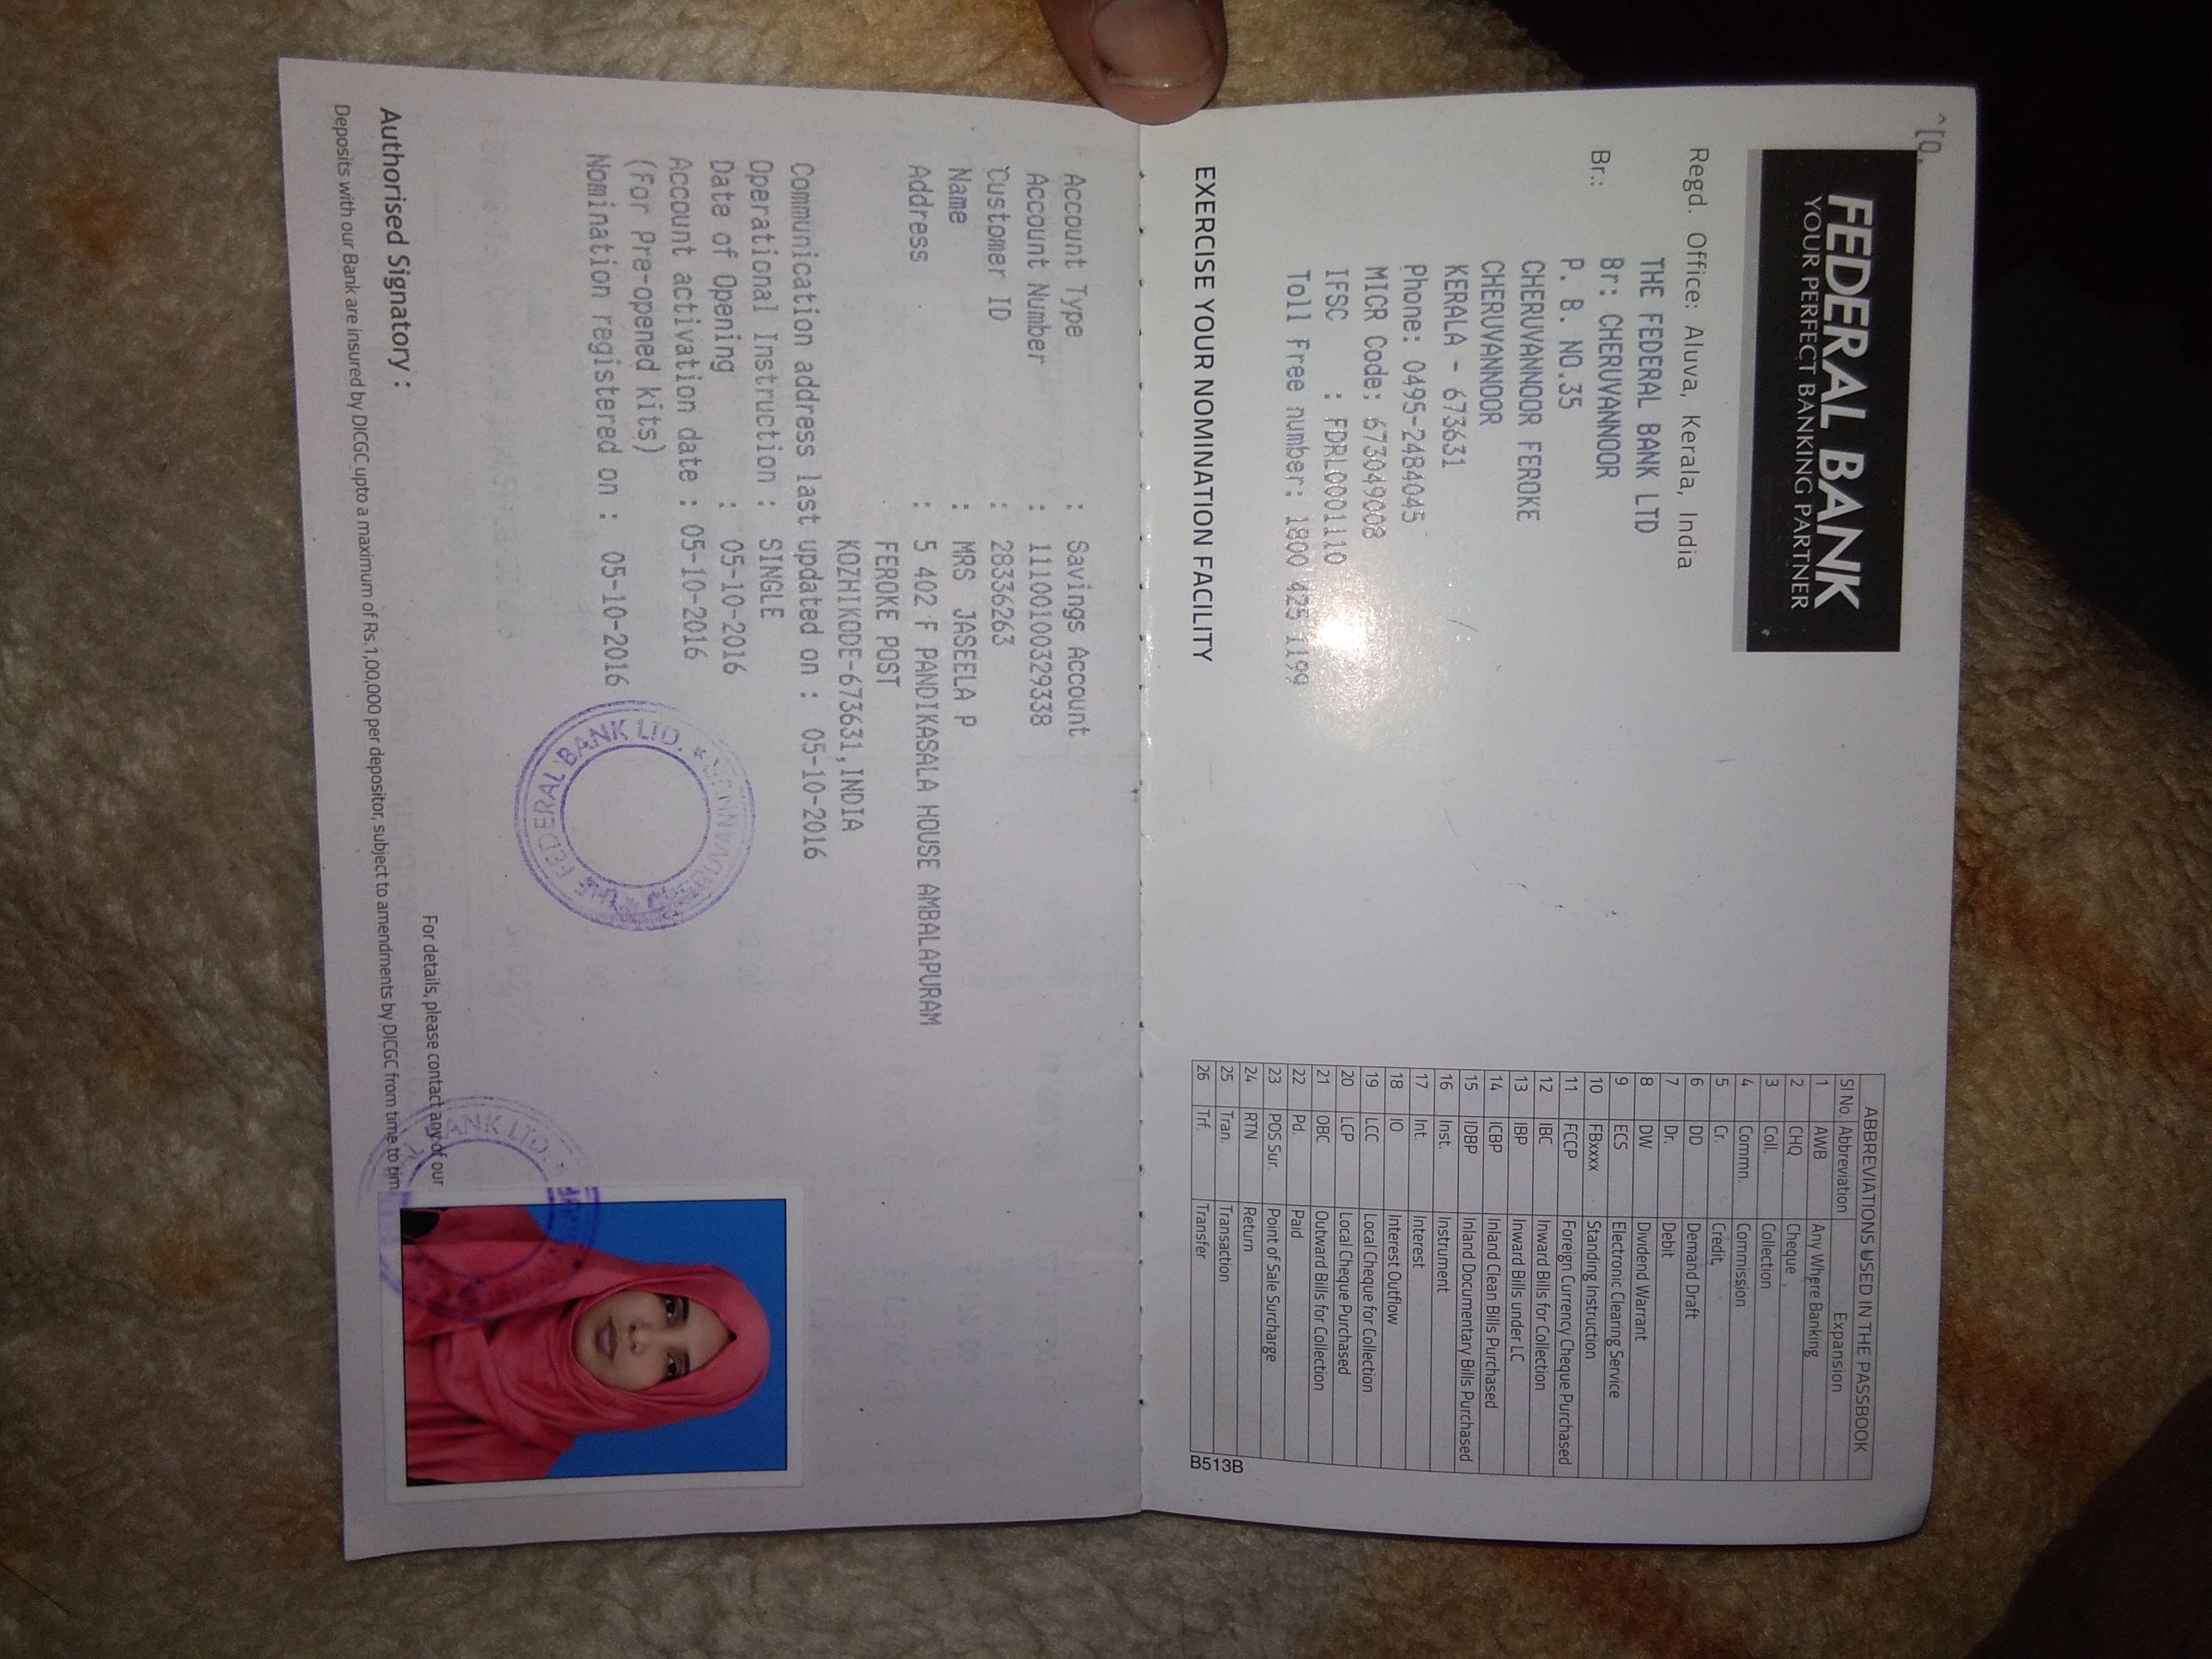 ^[0.
FEDERAL BANK
YOUR PERFECT BANKING PARTNER
Regd. Office: Aluva, Kerala, India
THE FEDERAL BANK LTD
Br.: Br: CHERUVANNOOR
P. B. NO.35
CHERUVANNOOR FEROKE
CHERUVANNOOR
KERALA - 673631
Phone: 0495-2484045
MICR Code: 673049008
IFSC : FDRL0001110
Toll Free number: 1800 425 1199
EXERCISE YOUR NOMINATION FACILITY
ABBREVIATIONS USED IN THE PASSBOOK
Sl No. Abbreviation Expansion
1 AWB Any Where Banking
2 CHQ Cheque
3 Coll. Collection
4 Commn. Commission
5 Cr. Credit
6 DD Demand Draft
7 Dr. Debit
8 DW Dividend Warrant
9 ECS Electronic Clearing Service
10 FBxxxx Standing Instruction
11 FCCP Foreign Currency Cheque Purchased
12 IBC Inward Bills for Collection
13 IBP Inward Bills under LC
14 ICBP Inland Clean Bills Purchased
15 IDBP Inland Documentary Bills Purchased
16 Inst. Instrument
17 Int. Interest
18 IO Interest Outflow
19 LCC Local Cheque for Collection
20 LCP Local Cheque Purchased
21 OBC Outward Bills for Collection
22 Pd. Paid
23 POS Sur. Point of Sale Surcharge
24 RTN Return
25 Tran. Transaction
26 Trf. Transfer
B513B
Account Type : Savings Account
Account Number : 11100100329338
Customer ID : 28336263
Name : MRS JASEELA P
Address : 5 402 F PANDIKASALA HOUSE AMBALAPURAM
FEROKE POST
KOZHIKODE-673631,INDIA
Communication address last updated on : 05-10-2016
Operational Instruction : SINGLE
Date of Opening : 05-10-2016
Account activation date : 05-10-2016
(for Pre-opened kits)
Nomination registered on : 05-10-2016
BANK LTD. *
FEDERAL
Authorised Signatory :
For details, please contact any of our
Deposits with our Bank are insured by DICGC upto a maximum of Rs.1,00,000 per depositor, subject to amendments by DICGC from time to tim
BANK LTD.